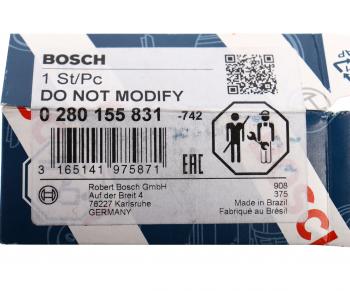 BOSCH
1 St/Pc
DO NOT MODIFY
0 280 155 831 -742
3 165141 975871
EAC
Robert Bosch GmbH
Auf der Breit 4
76227 Karlsruhe
GERMANY
908
375
Made in Brazil
Fabriqué au Brésil